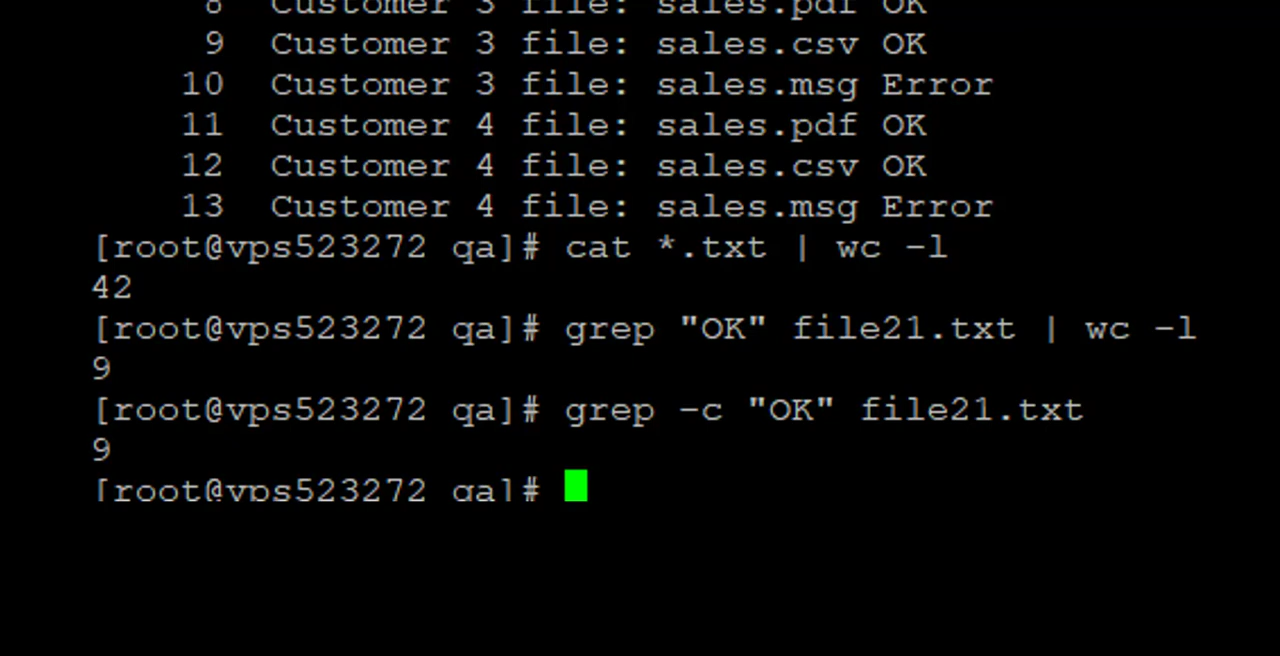 8 Customer 3 file: sales.pdf OK
9 Customer 3 file: sales.csv OK
10 Customer 3 file: sales.msg Error
11 Customer 4 file: sales.pdf OK
12 Customer 4 file: sales.csv OK
13 Customer 4 file: sales.msg Error
[root@vps523272 qa]# cat *.txt | wc -l
42
[root@vps523272 qa]# grep "OK" file21.txt | wc -l
9
[root@vps523272 qa]# grep -c "OK" file21.txt
9
[root@vps523272 qa]#